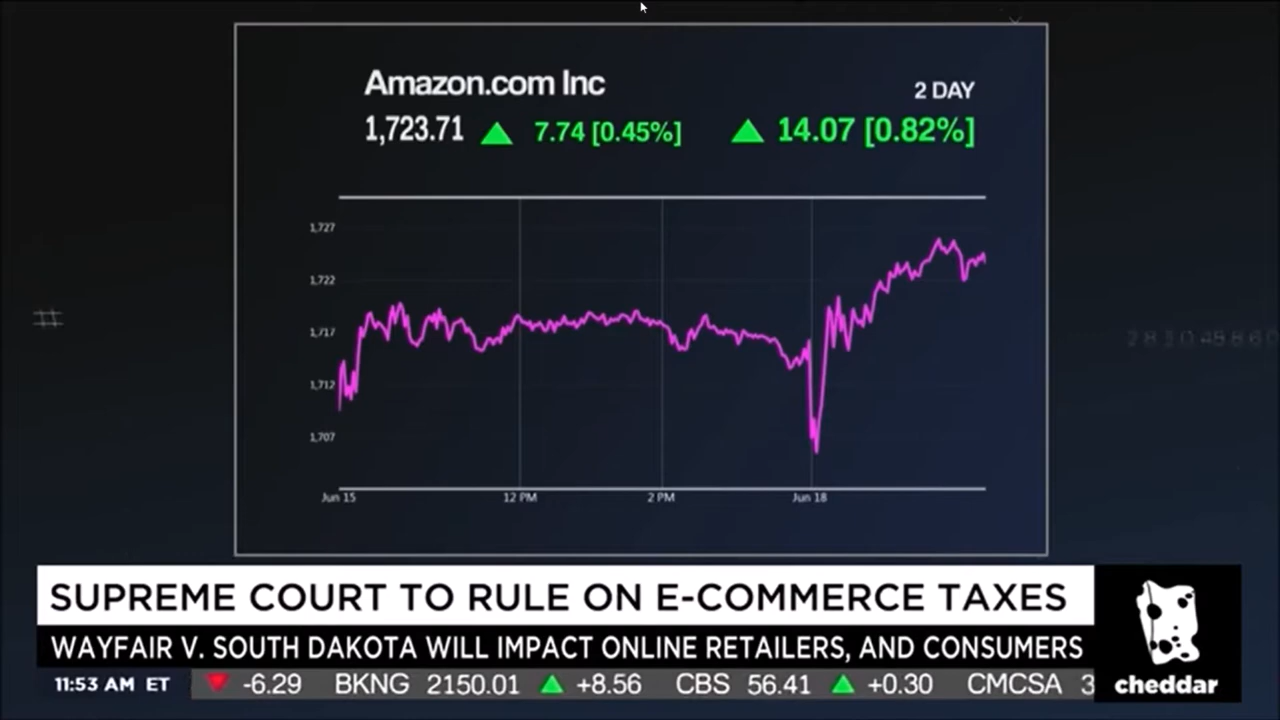 Amazon.com Inc
2 DAY
1,723.71 ▲ 7.74 [0.45%] ▲ 14.07 [0.82%]
1,727
1,722
1,717
1,712
1,707
Jun 15 12 PM 2 PM Jun 18
#
SUPREME COURT TO RULE ON E-COMMERCE TAXES
WAYFAIR V. SOUTH DAKOTA WILL IMPACT ONLINE RETAILERS, AND CONSUMERS
11:53 AM ET ▼ -6.29 BKNG 2150.01 ▲ +8.56 CBS 56.41 ▲ +0.30 CMCSA 3
cheddar